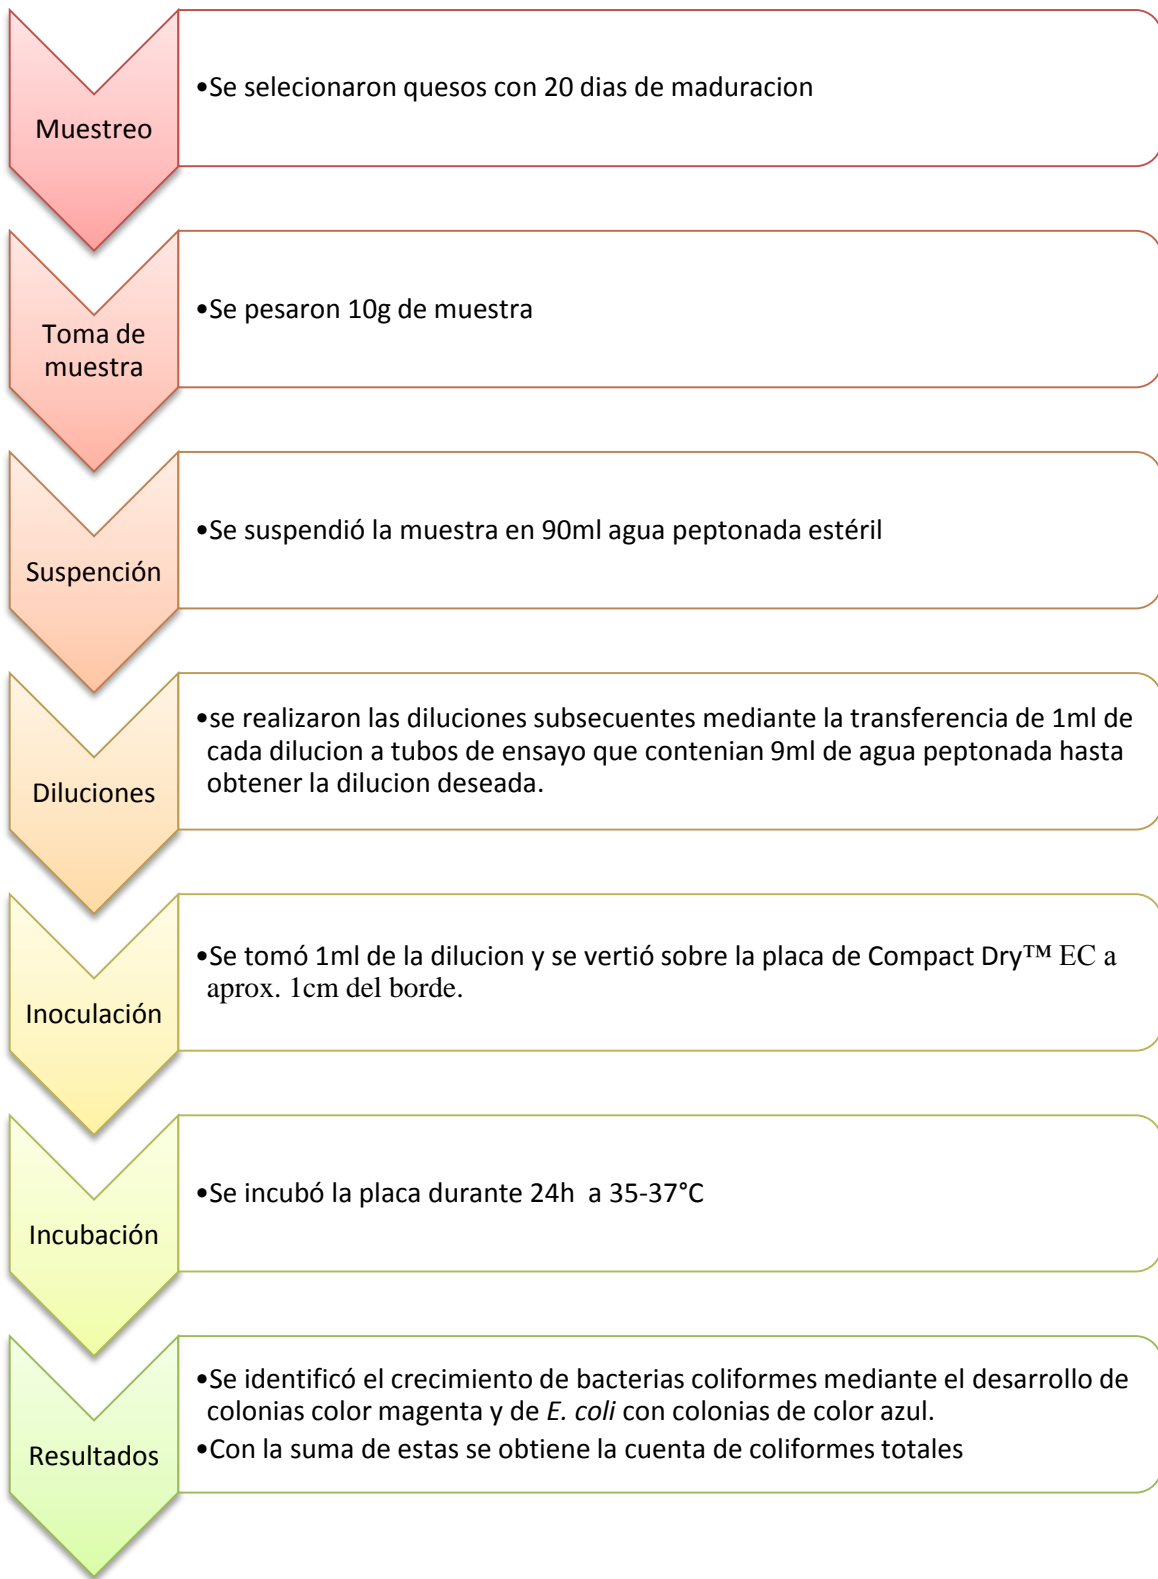 Muestreo
•Se selecionaron quesos con 20 dias de maduracion
Toma de
muestra
•Se pesaron 10g de muestra
Suspención
•Se suspendió la muestra en 90ml agua peptonada estéril
Diluciones
•se realizaron las diluciones subsecuentes mediante la transferencia de 1ml de
cada dilucion a tubos de ensayo que contenian 9ml de agua peptonada hasta
obtener la dilucion deseada.
Inoculación
•Se tomó 1ml de la dilucion y se vertió sobre la placa de Compact Dry™ EC a
aprox. 1cm del borde.
Incubación
•Se incubó la placa durante 24h  a 35-37°C
Resultados
•Se identificó el crecimiento de bacterias coliformes mediante el desarrollo de
colonias color magenta y de E. coli con colonias de color azul.
•Con la suma de estas se obtiene la cuenta de coliformes totales